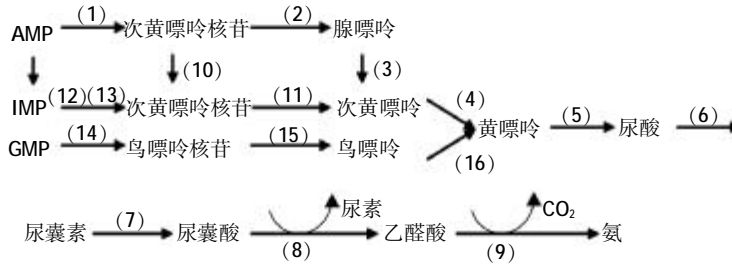 (1) (2)
AMP 次黄嘌呤核苷 腺嘌呤
(10) (3)
(12)(13) (11) (4)
IMP 次黄嘌呤核苷 次黄嘌呤 (5) (6)
黄嘌呤 尿酸
(14) (15)
GMP 鸟嘌呤核苷 鸟嘌呤 (16)
尿素 CO₂
(7)
尿囊素 尿囊酸 乙醛酸 氨
(8) (9)